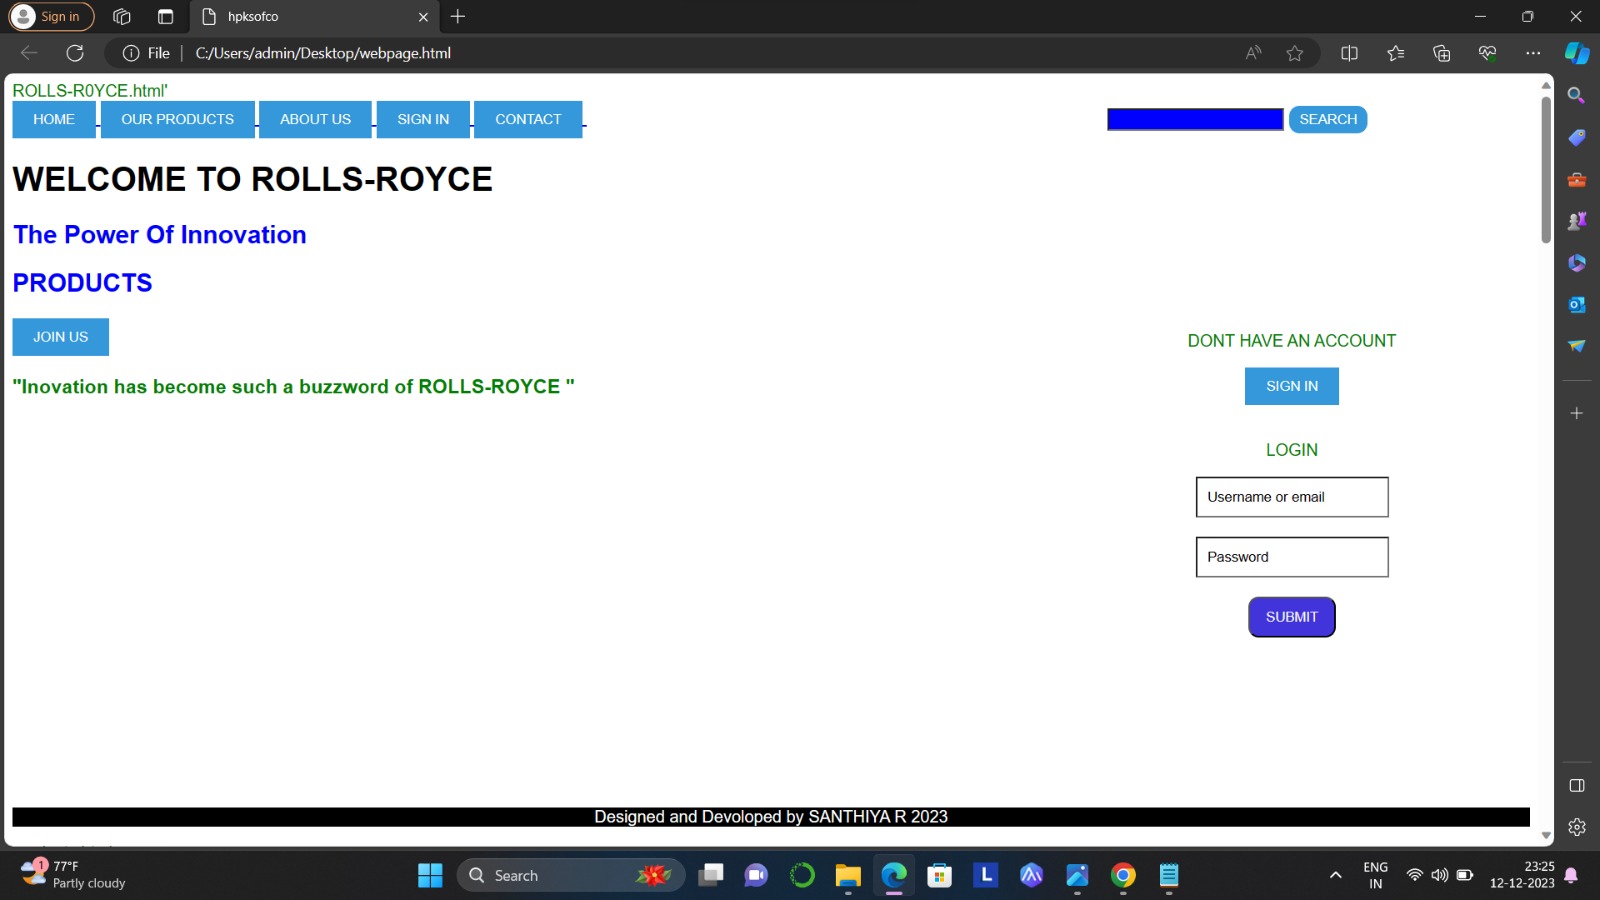 Sign in
hpksofco
File
C:/Users/admin/Desktop/webpage.html
ROLLS-R0YCE.html'
HOME OUR PRODUCTS ABOUT US SIGN IN CONTACT SEARCH
WELCOME TO ROLLS-ROYCE
The Power Of Innovation
PRODUCTS
JOIN US
"Inovation has become such a buzzword of ROLLS-ROYCE "
DONT HAVE AN ACCOUNT
SIGN IN
LOGIN
Username or email
Password
SUBMIT
Designed and Devoloped by SANTHIYA R 2023
1
77°F
Partly cloudy
Search
L
ENG
IN
23:25
12-12-2023